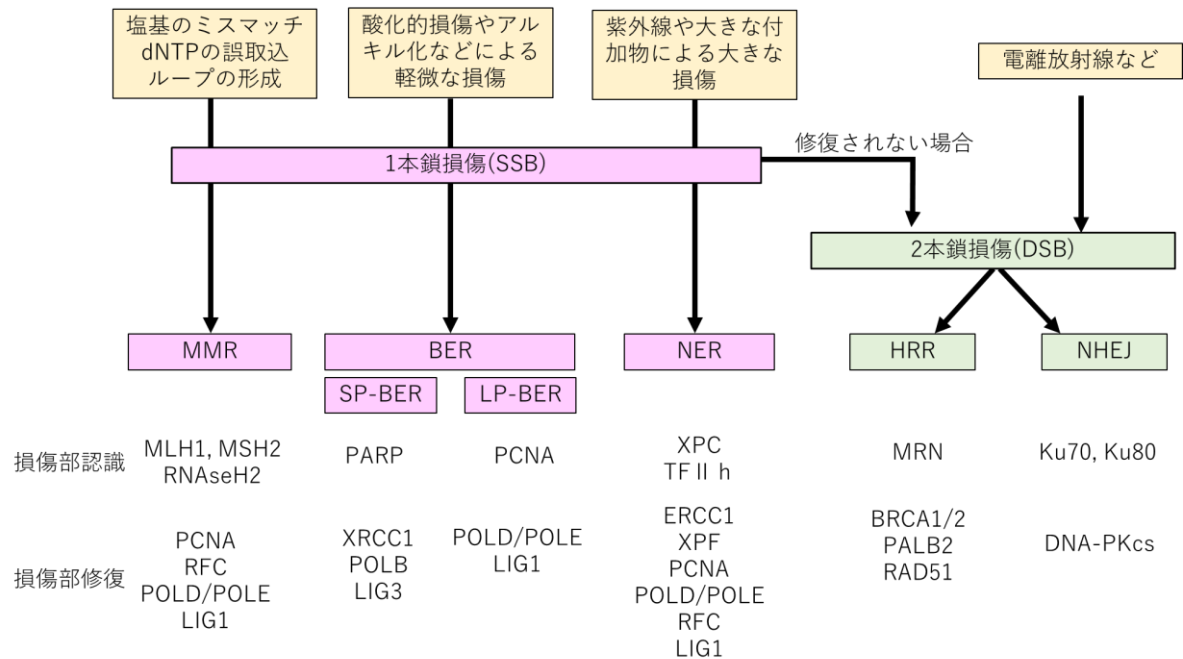 塩基のミスマッチ
dNTPの誤取込
ループの形成
酸化的損傷やアル
キル化などによる
軽微な損傷
紫外線や大きな付
加物による大きな
損傷
電離放射線など
1本鎖損傷(SSB)
修復されない場合
2本鎖損傷(DSB)
MMR
BER
NER
HRR
NHEJ
SP-BER
LP-BER
損傷部認識
MLH1, MSH2
RNAseH2
PARP
PCNA
XPC
TFⅡh
MRN
Ku70, Ku80
損傷部修復
PCNA
RFC
POLD/POLE
LIG1
XRCC1
POLB
LIG3
POLD/POLE
LIG1
ERCC1
XPF
PCNA
POLD/POLE
RFC
LIG1
BRCA1/2
PALB2
RAD51
DNA-PKcs